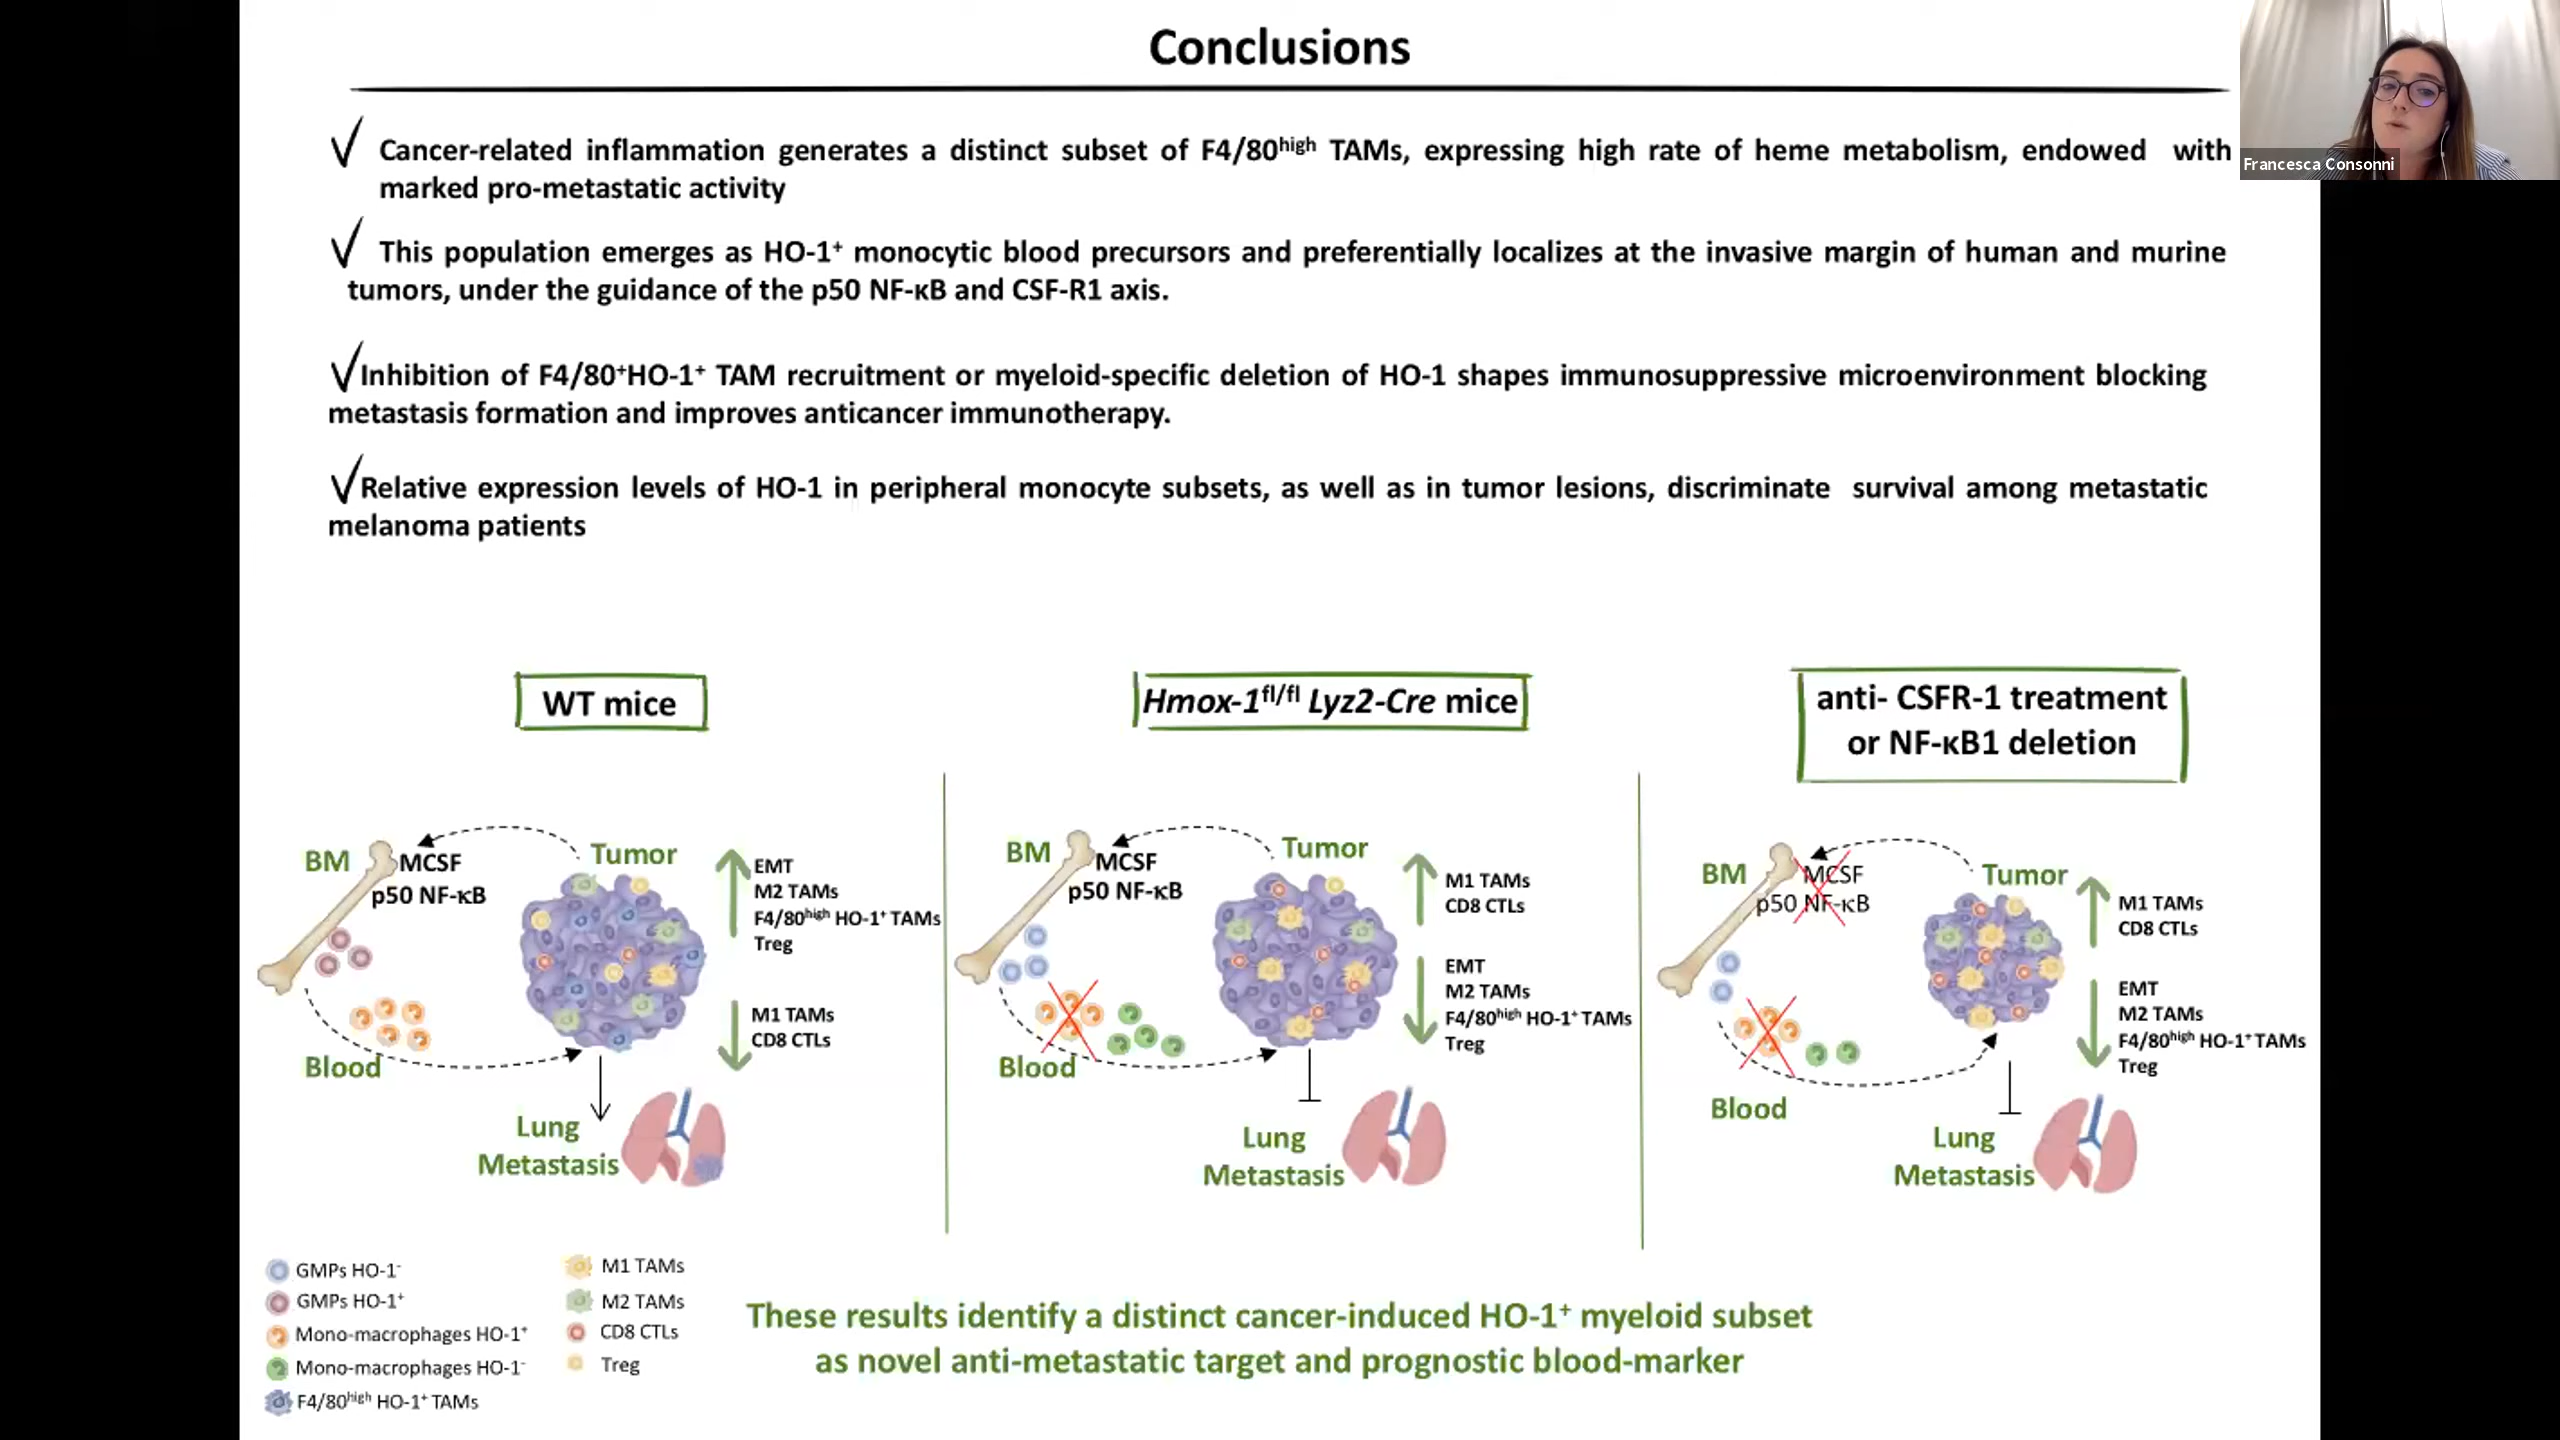 Conclusions
Francesca Consonni
√ Cancer-related inflammation generates a distinct subset of F4/80high TAMs, expressing high rate of heme metabolism, endowed with
marked pro-metastatic activity
√ This population emerges as HO-1+ monocytic blood precursors and preferentially localizes at the invasive margin of human and murine
tumors, under the guidance of the p50 NF-κB and CSF-R1 axis.
√Inhibition of F4/80+HO-1+ TAM recruitment or myeloid-specific deletion of HO-1 shapes immunosuppressive microenvironment blocking
metastasis formation and improves anticancer immunotherapy.
√Relative expression levels of HO-1 in peripheral monocyte subsets, as well as in tumor lesions, discriminate survival among metastatic
melanoma patients
WT mice
BM
MCSF
p50 NF-κB
Tumor
EMT
M2 TAMs
F4/80high HO-1+ TAMs
Treg
M1 TAMs
CD8 CTLs
Blood
Lung
Metastasis
Hmox-1fl/fl Lyz2-Cre mice
BM
MCSF
p50 NF-κB
Tumor
M1 TAMs
CD8 CTLs
EMT
M2 TAMs
F4/80high HO-1+ TAMs
Treg
Blood
Lung
Metastasis
anti- CSFR-1 treatment
or NF-κB1 deletion
BM
MCSF
p50 NF-κB
Tumor
M1 TAMs
CD8 CTLs
EMT
M2 TAMs
F4/80high HO-1+ TAMs
Treg
Blood
Lung
Metastasis
GMPs HO-1-
GMPs HO-1+
Mono-macrophages HO-1+
Mono-macrophages HO-1-
F4/80high HO-1+ TAMs
M1 TAMs
M2 TAMs
CD8 CTLs
Treg
These results identify a distinct cancer-induced HO-1+ myeloid subset
as novel anti-metastatic target and prognostic blood-marker